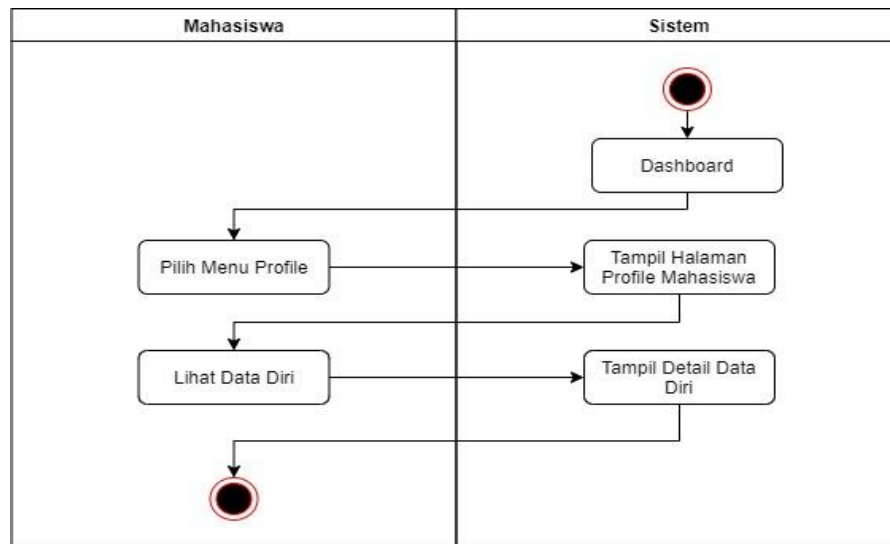 Mahasiswa
Sistem
Dashboard
Pilih Menu Profile
Tampil Halaman
Profile Mahasiswa
Lihat Data Diri
Tampil Detail Data
Diri